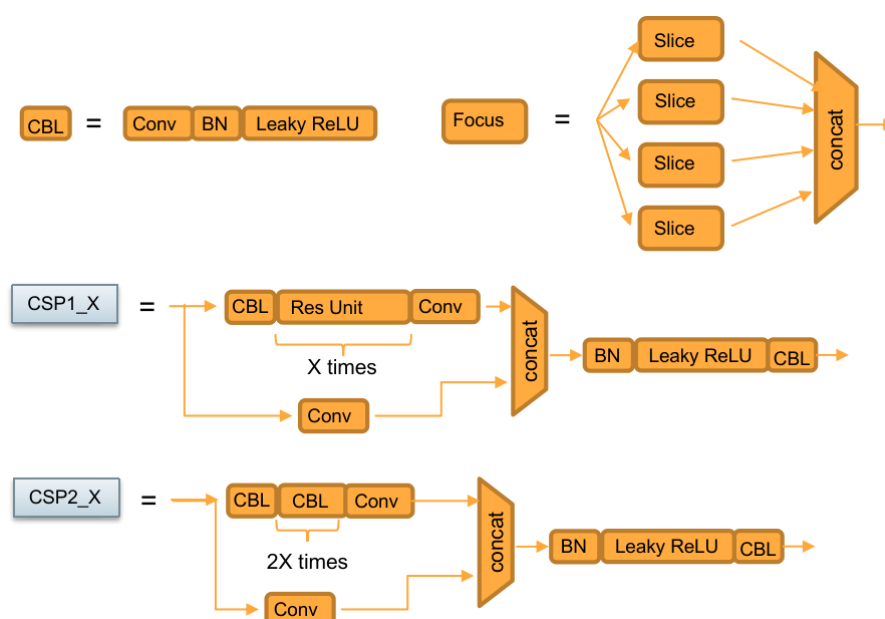 Slice
Slice
Slice
Slice
concat
CBL = Conv BN Leaky ReLU
Focus =
CSP1_X = CBL Res Unit Conv
X times
Conv
concat
BN Leaky ReLU CBL
CSP2_X = CBL CBL Conv
2X times
Conv
concat
BN Leaky ReLU CBL